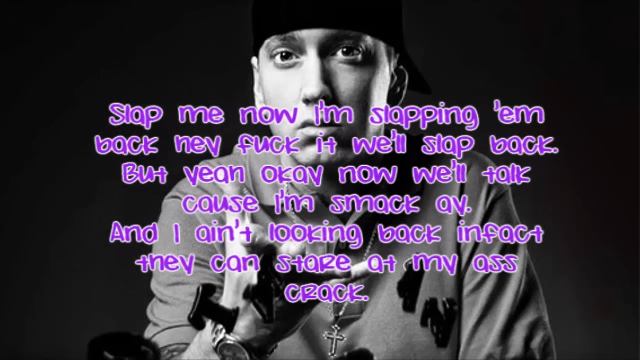 Slap me now I'm slapping 'em
back hey fuck it we'll slap back.
But yeah okay now we'll talk
cause I'm smack ay.
And I ain't looking back infact
they can stare at my ass
crack.